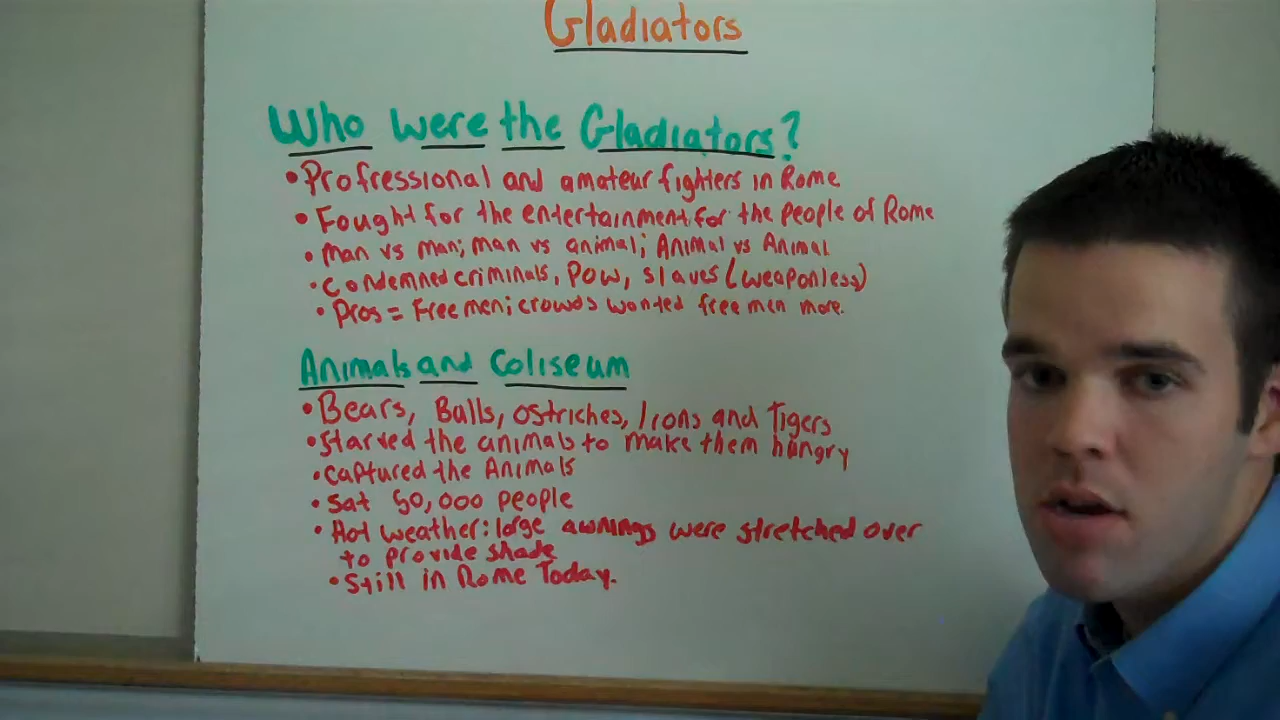 Gladiators
Who were the Gladiators?
• Profressional and amateur fighters in Rome
• Fought for the entertainment for the people of Rome
• Man vs Man; Man vs animal; Animal vs Animal
• Condemned criminals, POW, slaves (weaponless)
• Pros = Free men; crowds wanted free men more.
Animals and Coliseum
• Bears, Balls, ostriches, Lions and Tigers
• Starved the animals to make them hungry
• Captured the Animals
• Sat 50,000 people
• Hot weather: large awnings were stretched over
to provide shade
• Still in Rome Today.